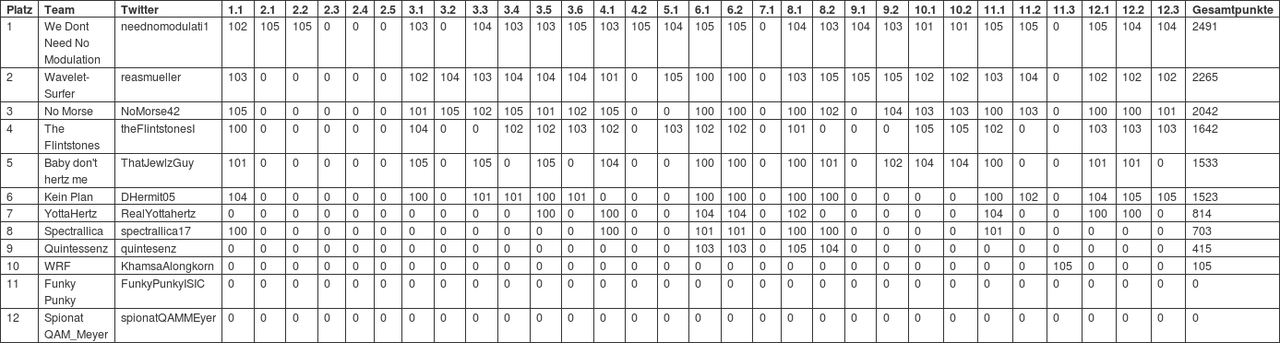 Platz Team Twitter 1.1 2.1 2.2 2.3 2.4 2.5 3.1 3.2 3.3 3.4 3.5 3.6 4.1 4.2 5.1 6.1 6.2 7.1 8.1 8.2 9.1 9.2 10.1 10.2 11.1 11.2 11.3 12.1 12.2 12.3 Gesamtpunkte
1 We Dont neednomodulati1 102 105 105 0 0 0 103 0 104 103 103 105 103 105 104 105 105 0 104 103 104 103 101 101 105 105 0 105 104 104 2491
Need No
Modulation
2 Wavelet- reasmueller 103 0 0 0 0 0 102 104 103 104 104 104 101 0 105 100 100 0 103 105 105 105 102 102 103 104 0 102 102 102 2265
Surfer
3 No Morse NoMorse42 105 0 0 0 0 0 101 105 102 105 101 102 105 0 0 100 100 0 100 102 0 104 103 103 100 103 0 100 100 101 2042
4 The theFlintstonesI 100 0 0 0 0 0 104 0 0 102 102 103 102 0 103 102 102 0 101 0 0 0 105 105 102 0 0 103 103 103 1642
Flintstones
5 Baby don't ThatJewIzGuy 101 0 0 0 0 0 105 0 105 0 105 0 104 0 0 100 100 0 100 101 0 102 104 104 100 0 0 101 101 0 1533
hertz me
6 Kein Plan DHermit05 104 0 0 0 0 0 100 0 101 101 100 101 0 0 0 100 100 0 100 100 0 0 0 0 100 102 0 104 105 105 1523
7 YottaHertz RealYottahertz 0 0 0 0 0 0 0 0 0 0 100 0 100 0 0 104 104 0 102 0 0 0 0 0 104 0 0 100 100 0 814
8 Spectrallica spectrallica17 100 0 0 0 0 0 0 0 0 0 0 0 100 0 0 101 101 0 100 100 0 0 0 0 101 0 0 0 0 0 703
9 Quintessenz quintesenz 0 0 0 0 0 0 0 0 0 0 0 0 0 0 0 103 103 0 105 104 0 0 0 0 0 0 0 0 0 0 415
10 WRF KhamsaAlongkorn 0 0 0 0 0 0 0 0 0 0 0 0 0 0 0 0 0 0 0 0 0 0 0 0 0 0 105 0 0 0 105
11 Funky FunkyPunkyISIC 0 0 0 0 0 0 0 0 0 0 0 0 0 0 0 0 0 0 0 0 0 0 0 0 0 0 0 0 0 0 0
Punky
12 Spionat spionatQAMMEyer 0 0 0 0 0 0 0 0 0 0 0 0 0 0 0 0 0 0 0 0 0 0 0 0 0 0 0 0 0 0 0
QAM_Meyer